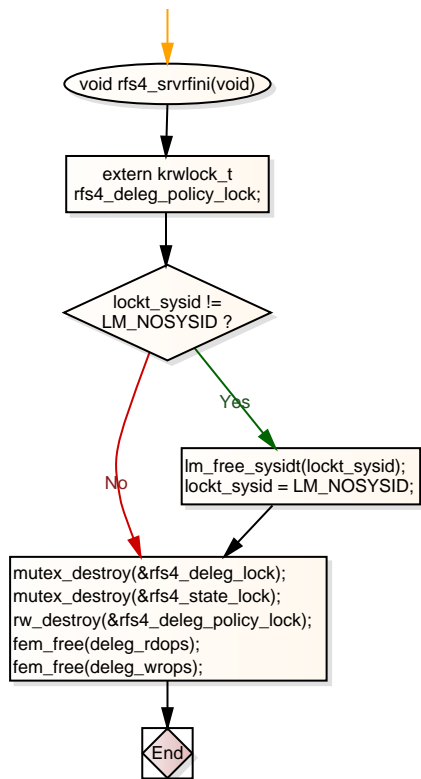 void rfs4_srvrfini(void)
extern krwlock_t
rfs4_deleg_policy_lock;
lockt_sysid !=
LM_NOSYSID ?
Yes
lm_free_sysidt(lockt_sysid);
lockt_sysid = LM_NOSYSID;
No
mutex_destroy(&rfs4_deleg_lock);
mutex_destroy(&rfs4_state_lock);
rw_destroy(&rfs4_deleg_policy_lock);
fem_free(deleg_rdops);
fem_free(deleg_wrops);
End